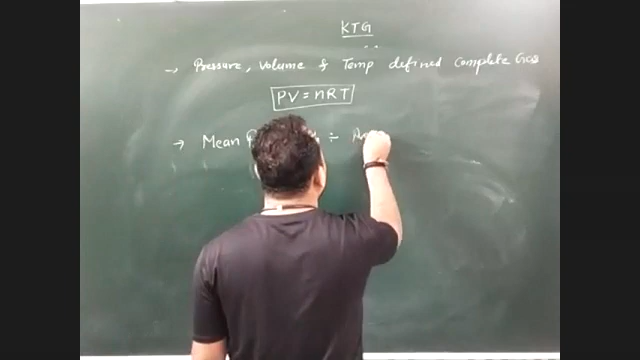 KTG
→ Pressure, Volume & Temp defined complete Gas
PV = nRT
→ Mean ÷